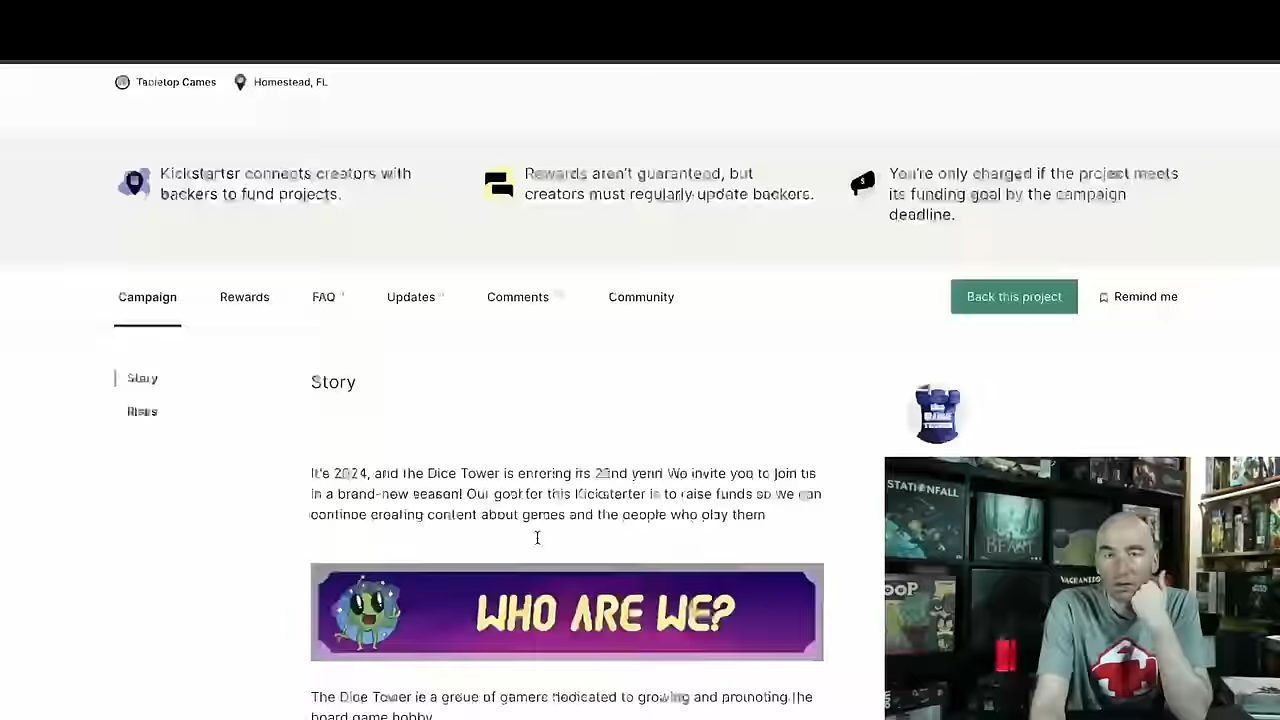 Tabletop Games Homestead, FL
Kickstarter connects creators with
backers to fund projects.
Rewards aren't guaranteed, but
creators must regularly update backers.
You're only charged if the project meets
its funding goal by the campaign
deadline.
Campaign Rewards FAQ Updates Comments Community Back this project Remind me
Story
Risks
Story
It's 2024, and the Dice Tower is entering its 22nd year! We invite you to join us
in a brand-new season! Our goal for this Kickstarter is to raise funds so we can
continue creating content about games and the people who play them
WHO ARE WE?
The Dice Tower is a group of gamers dedicated to growing and promoting the
board game hobby
STATIONFALL
BEAST
VAGRANTSONG